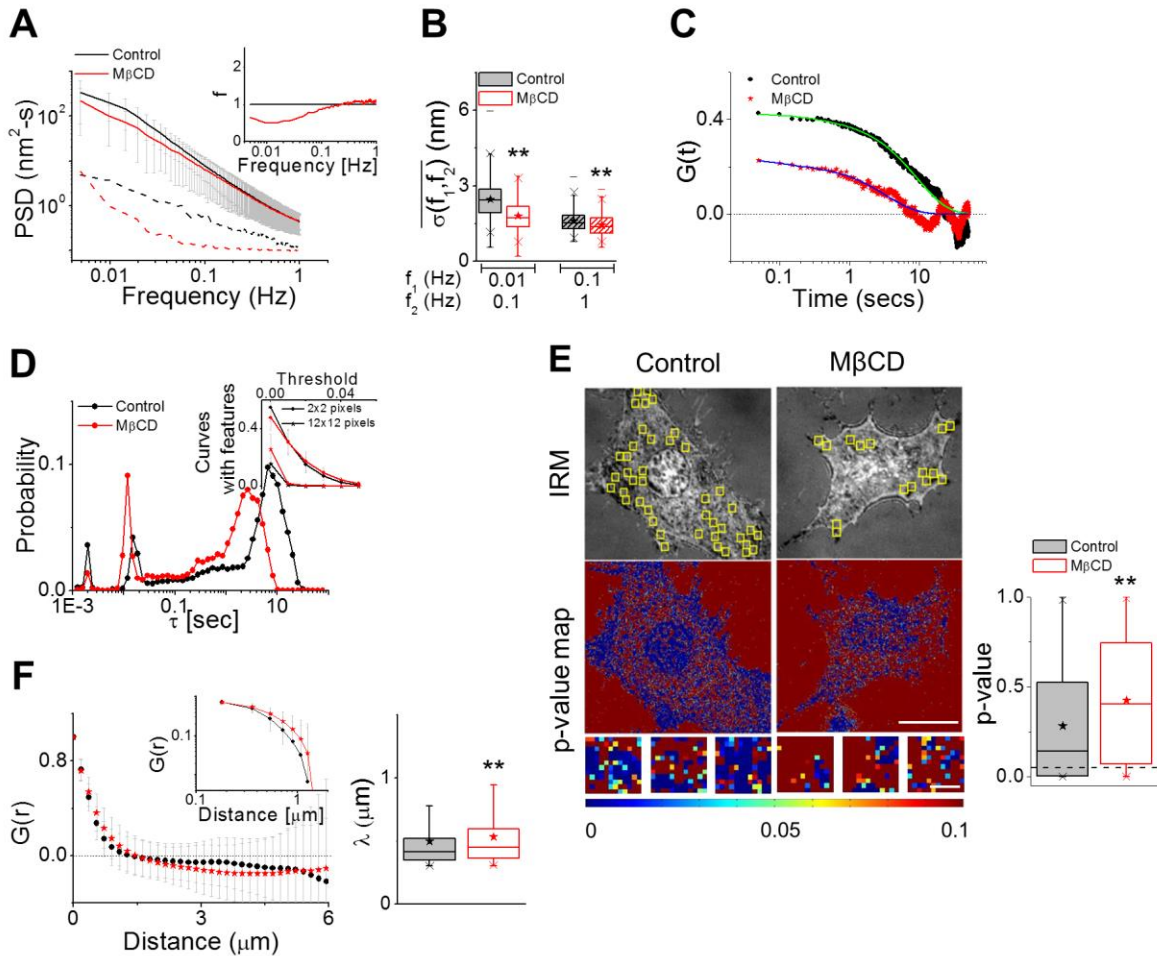 A
Control
MβCD
PSD (nm²-s)
10²
10⁰
0.01
0.1
1
Frequency (Hz)
f
2
1
0
0.01
0.1
1
Frequency [Hz]
B
Control
MβCD
σ(f₁,f₂) (nm)
6
3
0
**
**
f₁ (Hz) 0.01 0.1
f₂ (Hz) 0.1 1
C
Control
MβCD
G(t)
0.4
0.0
0.1
1
10
Time (secs)
D
Control
MβCD
Probability
0.1
0.0
1E-3
0.1
10
τ [sec]
Threshold
0.00
0.02
0.04
2x2 pixels
12x12 pixels
Curves
with features
0.4
0.0
E
Control
MβCD
IRM
p-value map
0
0.05
0.1
Control
MβCD
p-value
1.0
0.5
0.0
**
F
G(r)
0.8
0.0
0
3
6
Distance (μm)
G(r)
0.1
0.1
1
Distance [μm]
λ (μm)
1
0
**